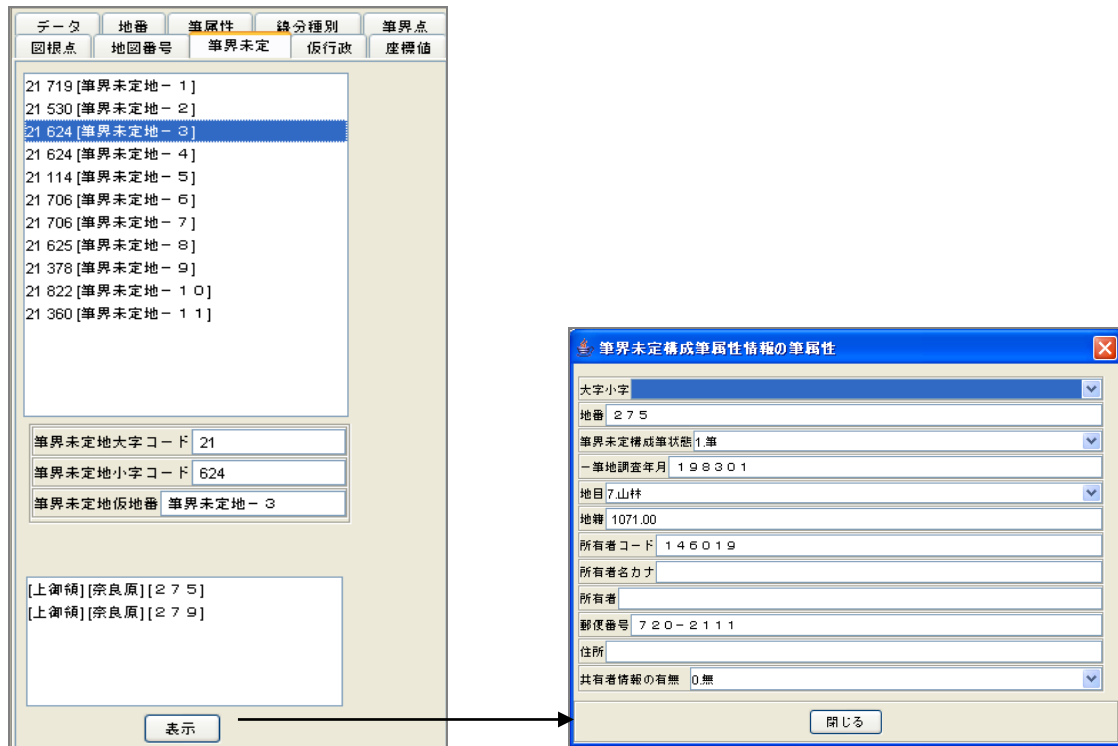 データ 地番 筆属性 線分種別 筆界点
図根点 地図番号 筆界未定 仮行政 座標値
21 719 [筆界未定地－１]
21 530 [筆界未定地－２]
21 624 [筆界未定地－３]
21 624 [筆界未定地－４]
21 114 [筆界未定地－５]
21 706 [筆界未定地－６]
21 706 [筆界未定地－７]
21 625 [筆界未定地－８]
21 378 [筆界未定地－９]
21 822 [筆界未定地－１０]
21 360 [筆界未定地－１１]
筆界未定地大字コード 21
筆界未定地小字コード 624
筆界未定地仮地番 筆界未定地－３
[上御領][奈良原][２７５]
[上御領][奈良原][２７９]
表示
筆界未定構成筆属性情報の筆属性
大字小字
地番 ２７５
筆界未定構成筆状態 1.筆
一筆地調査年月 １９８３０１
地目 7.山林
地籍 1071.00
所有者コード １４６０１９
所有者名カナ
所有者
郵便番号 ７２０－２１１１
住所
共有者情報の有無 0.無
閉じる